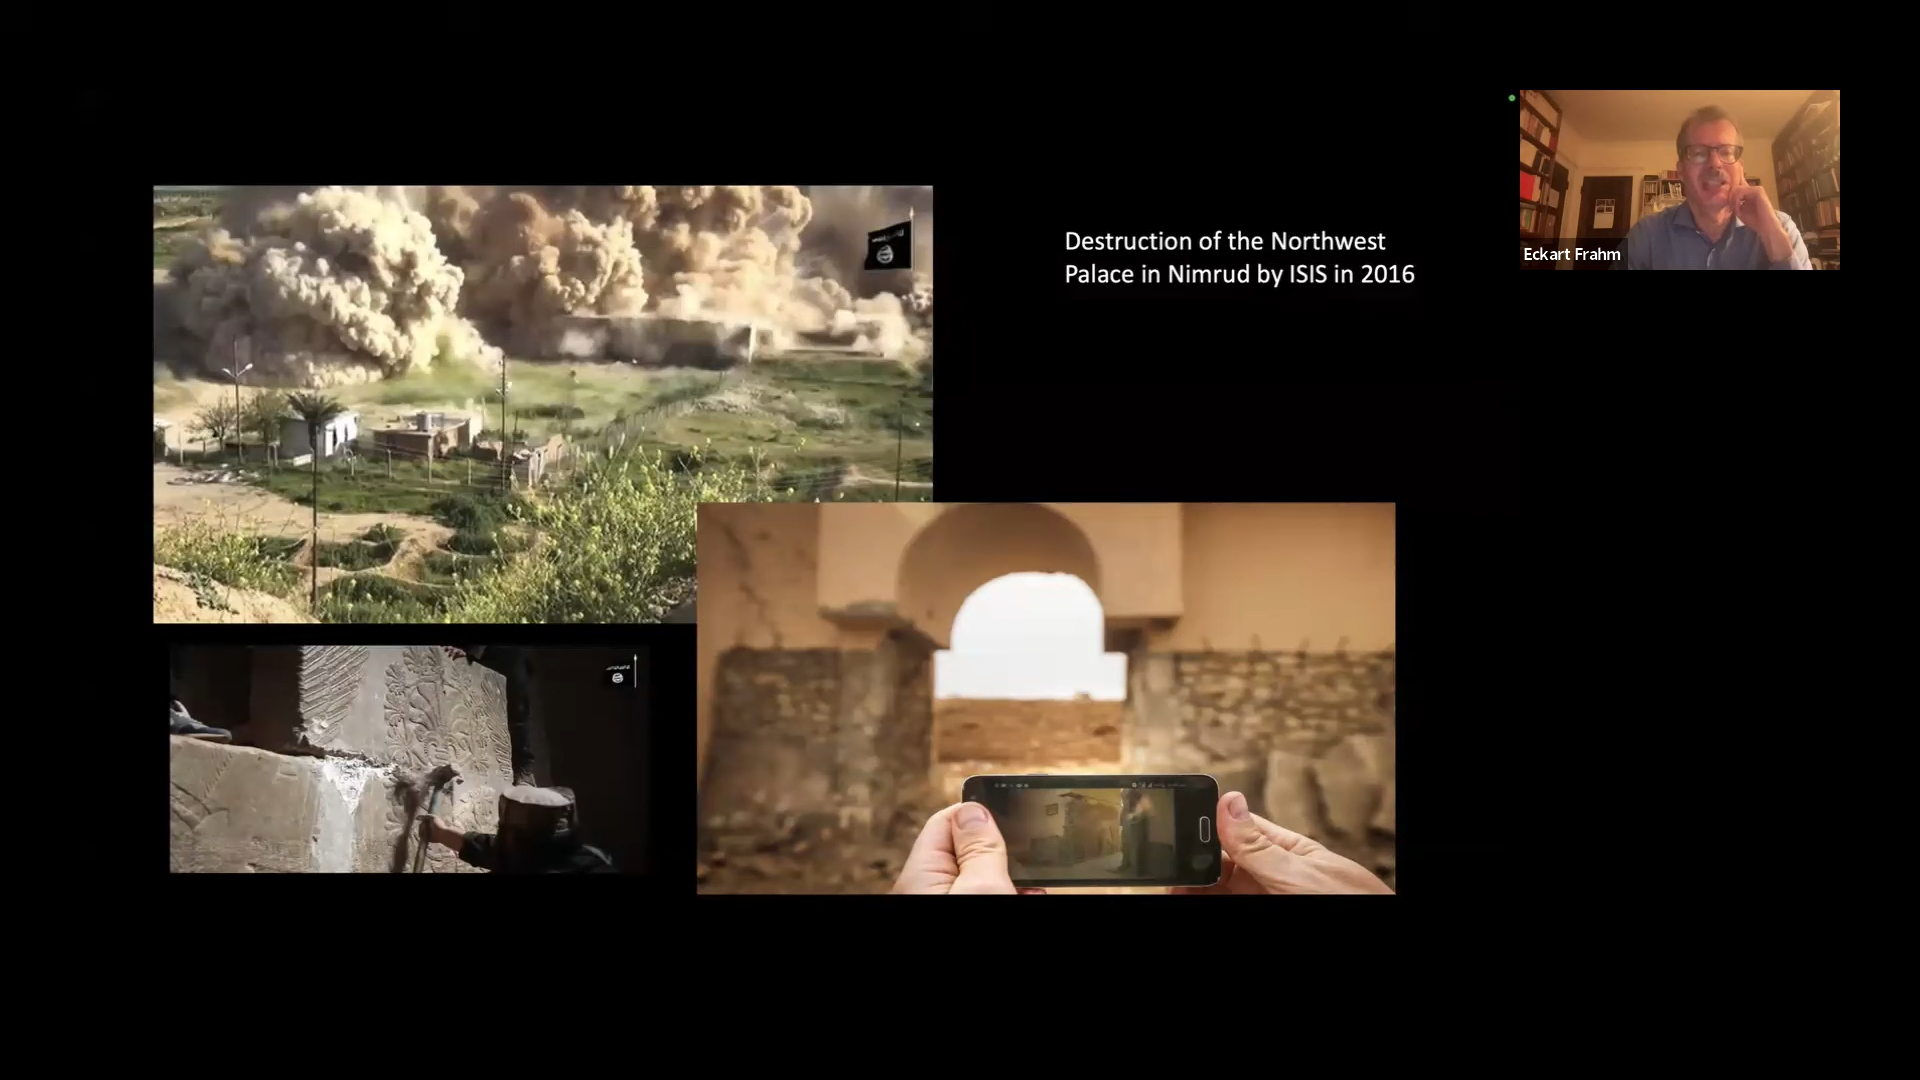 Destruction of the Northwest
Palace in Nimrud by ISIS in 2016
Eckart Frahm